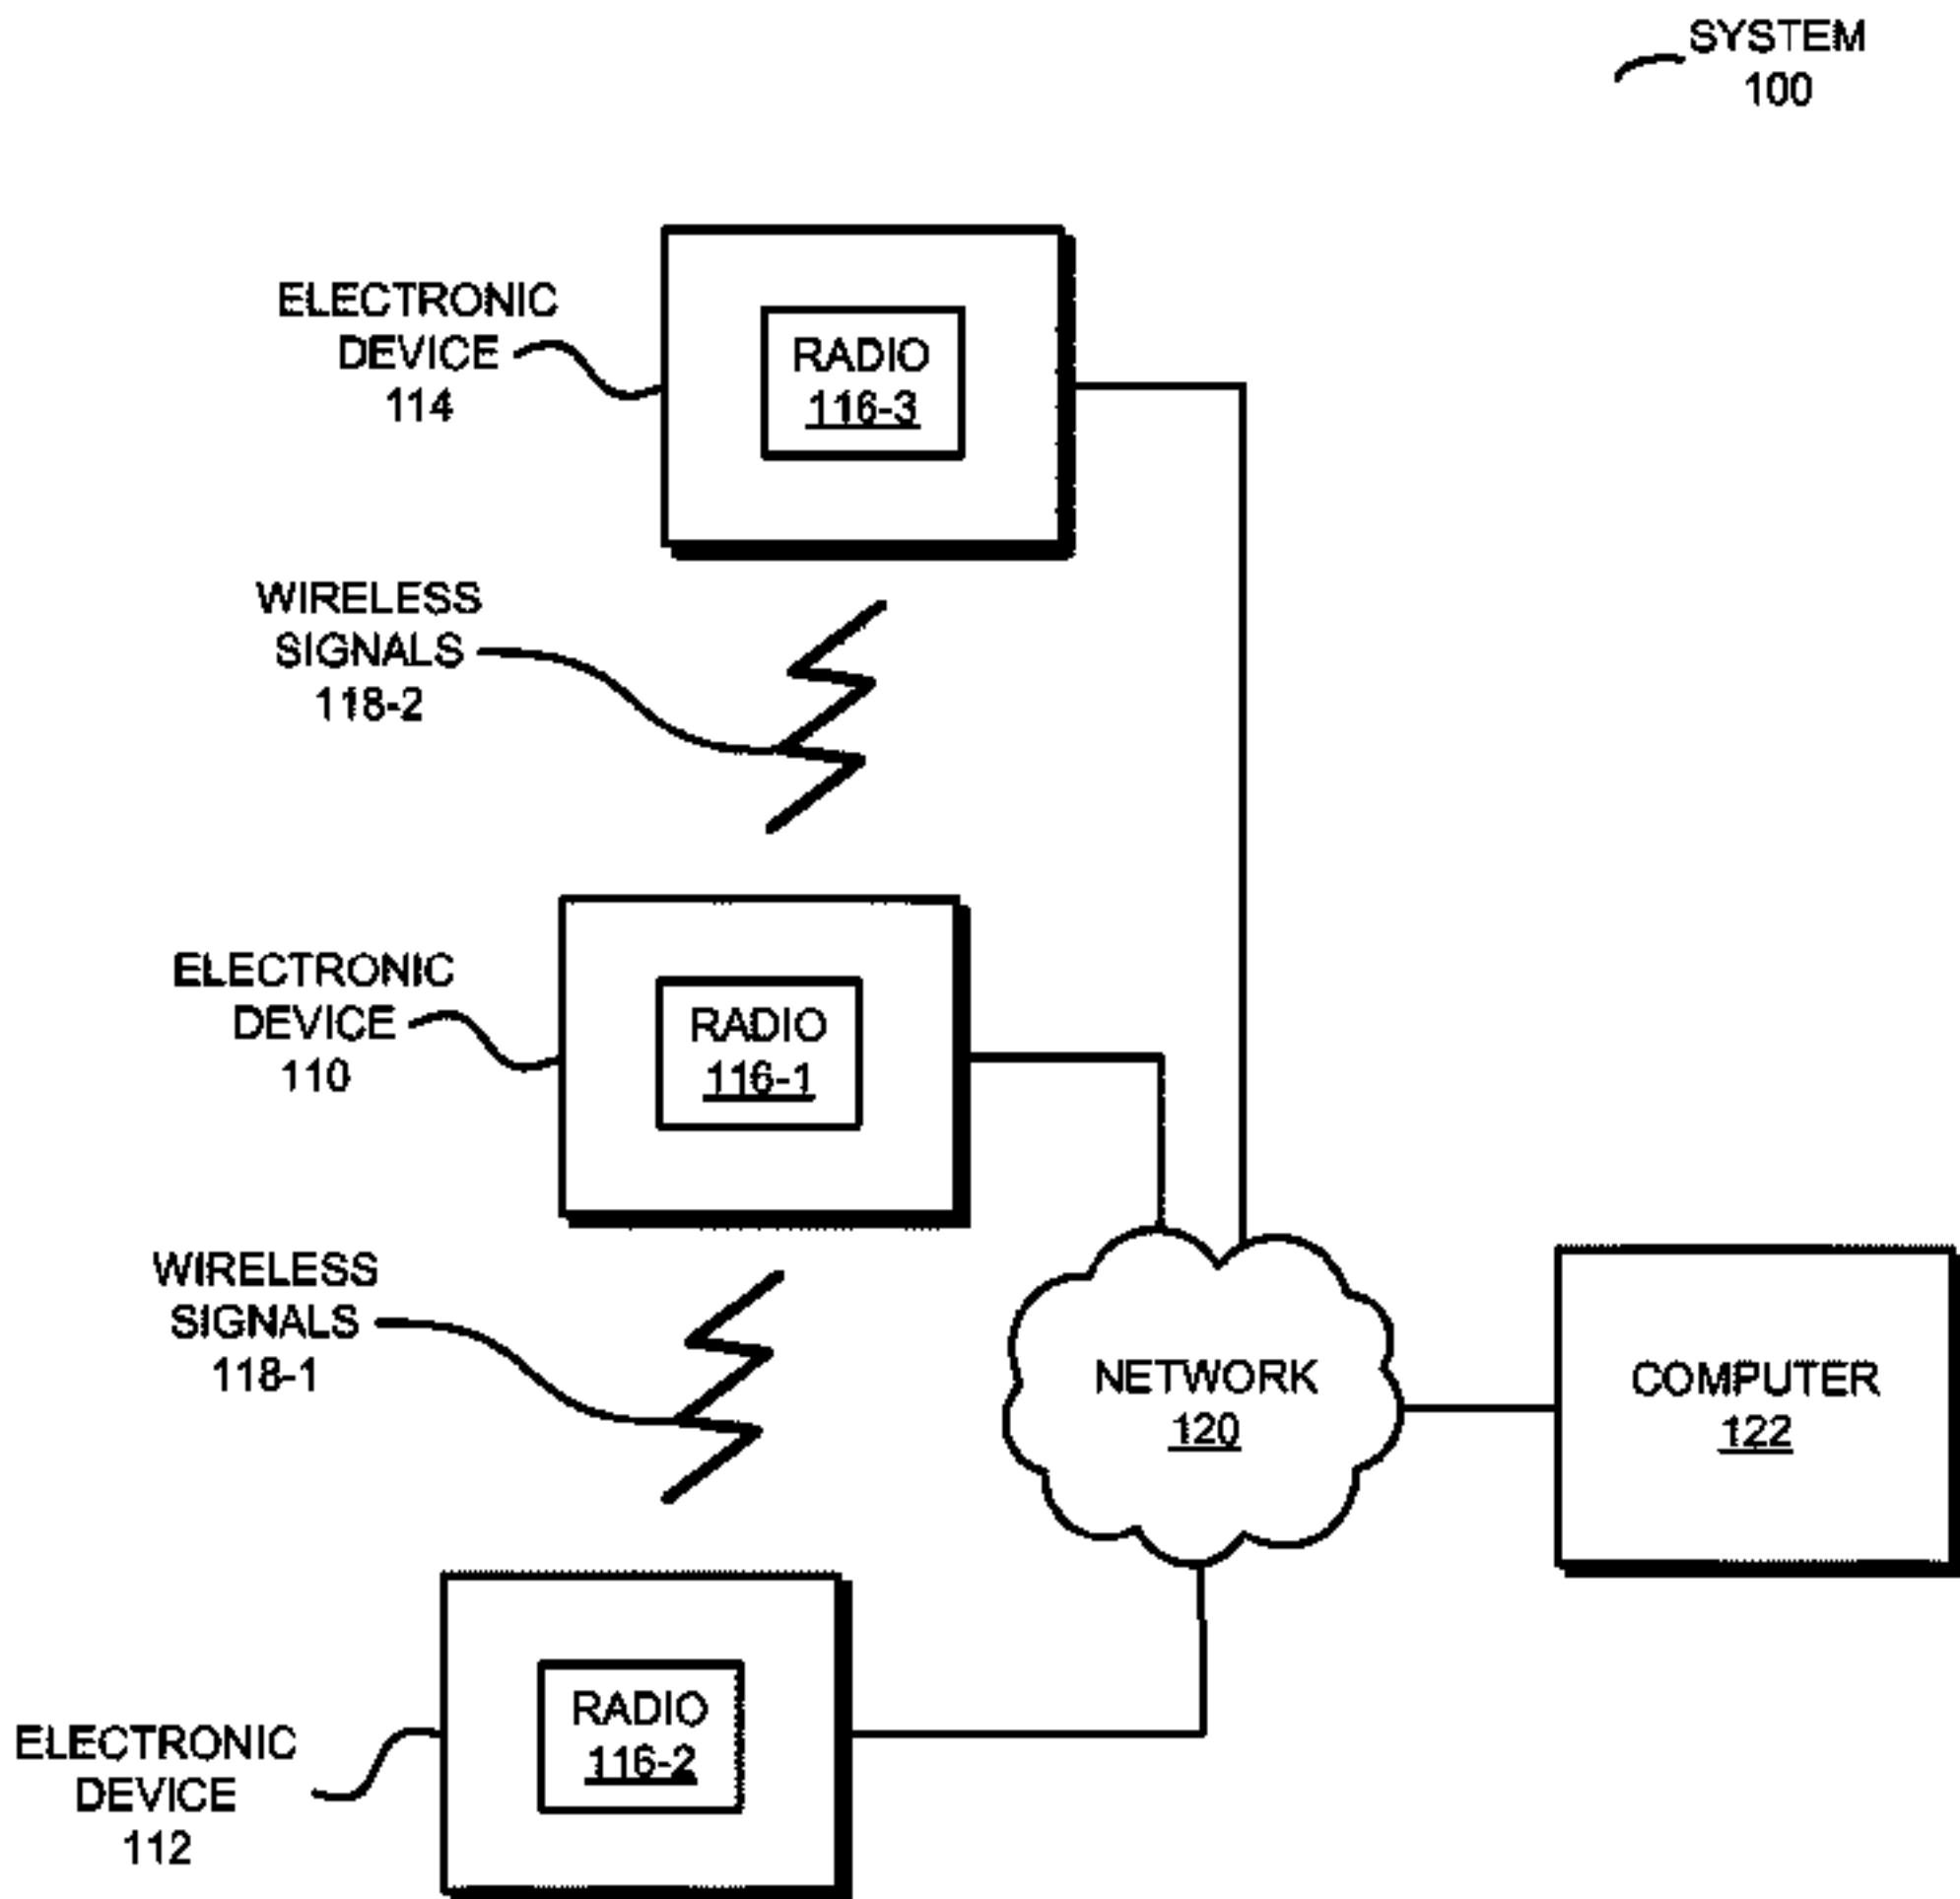 SYSTEM
100
ELECTRONIC
DEVICE
114
RADIO
116-3
WIRELESS
SIGNALS
118-2
ELECTRONIC
DEVICE
110
RADIO
116-1
WIRELESS
SIGNALS
118-1
NETWORK
120
COMPUTER
122
ELECTRONIC
DEVICE
112
RADIO
116-2